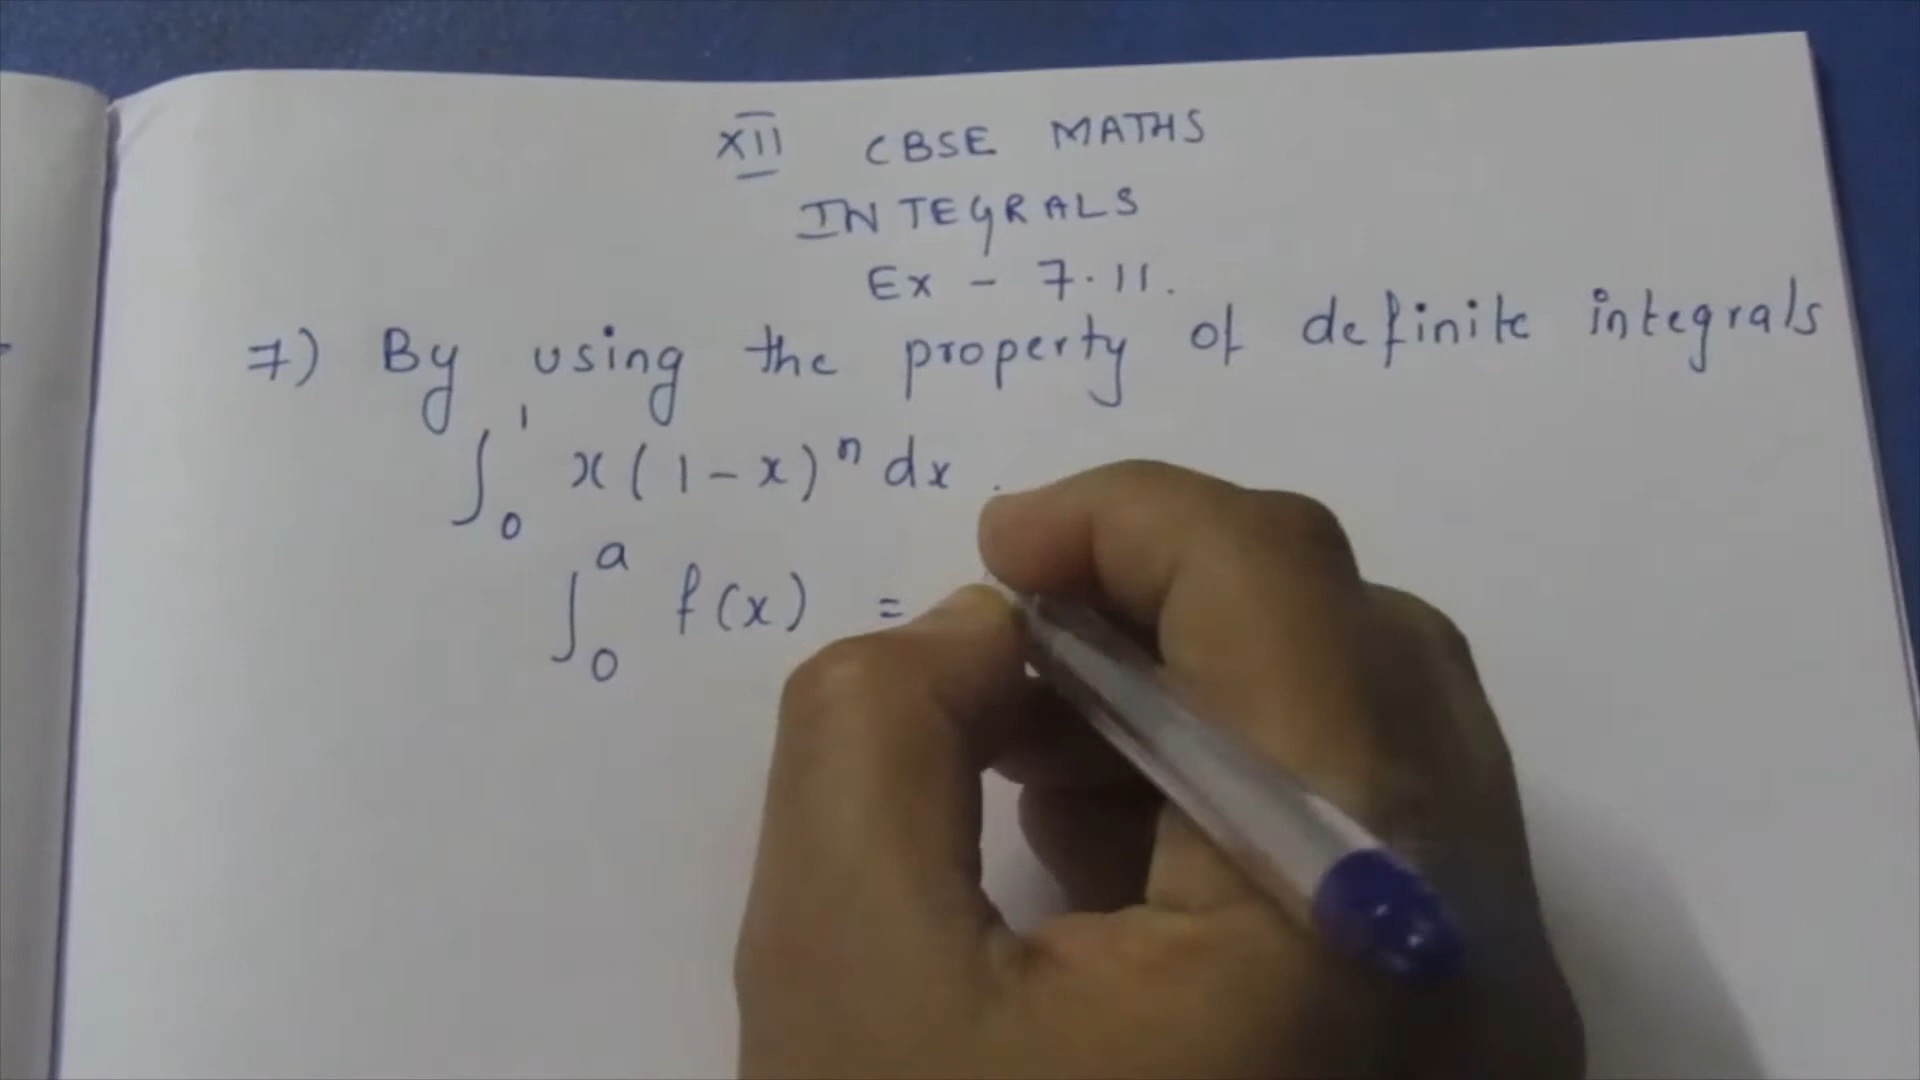 XII CBSE MATHS
INTEGRALS
Ex - 7.11.
7) By using the property of definite integrals
∫₀¹ x(1-x)ⁿ dx.
∫₀ᵃ f(x) =